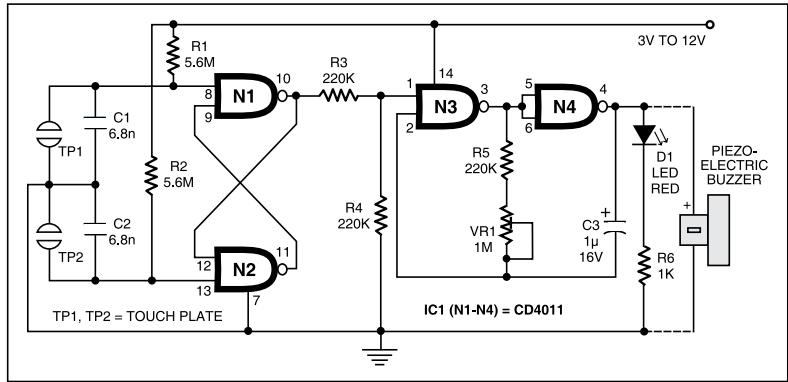 R1
5.6M
10
8
N1
9
R3
220K
3V TO 12V
14
1
N3
3
2
5
N4
4
6
C1
6.8n
TP1
R2
5.6M
C2
6.8n
TP2
R4
220K
R5
220K
VR1
1M
+
C3
1µ
16V
D1
LED
RED
PIEZO-
ELECTRIC
BUZZER
+
R6
1K
12
N2
11
13
7
TP1, TP2 = TOUCH PLATE
IC1 (N1-N4) = CD4011